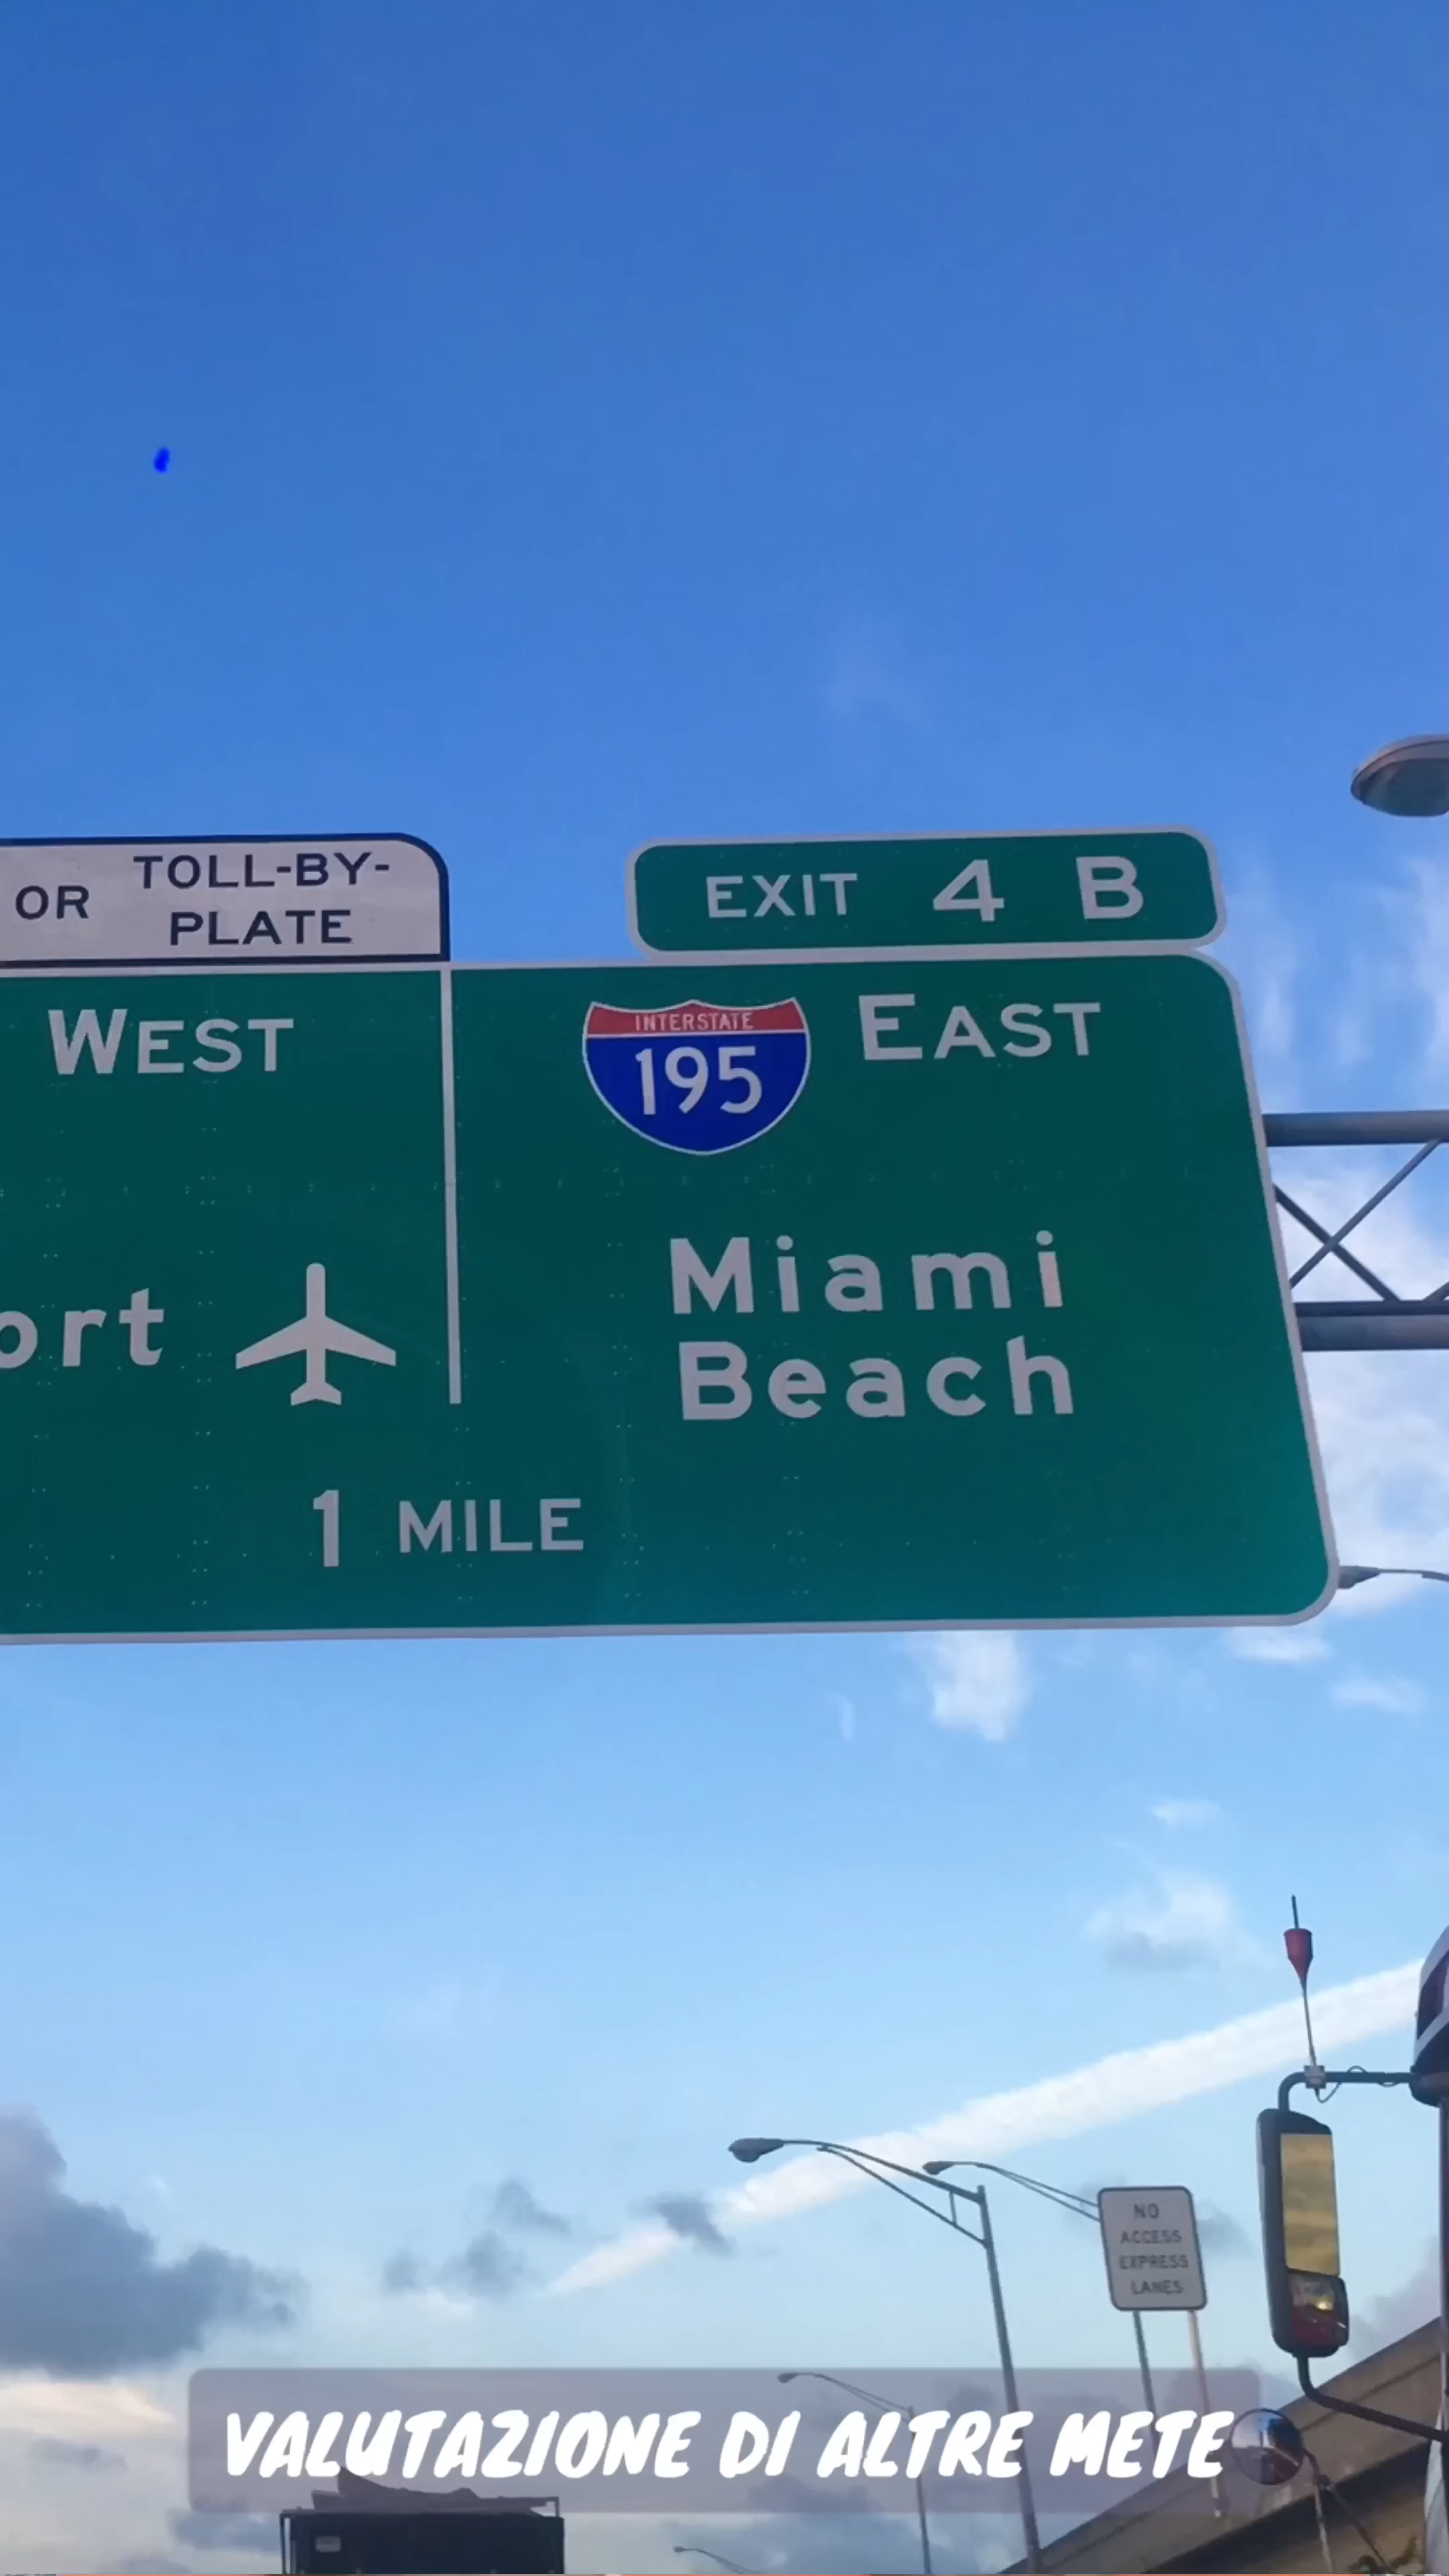 OR TOLL-BY-
PLATE
EXIT 4 B
WEST
INTERSTATE
195
EAST
ort
Miami
Beach
1 MILE
NO
ACCESS
EXPRESS
LANES
VALUTAZIONE DI ALTRE METE